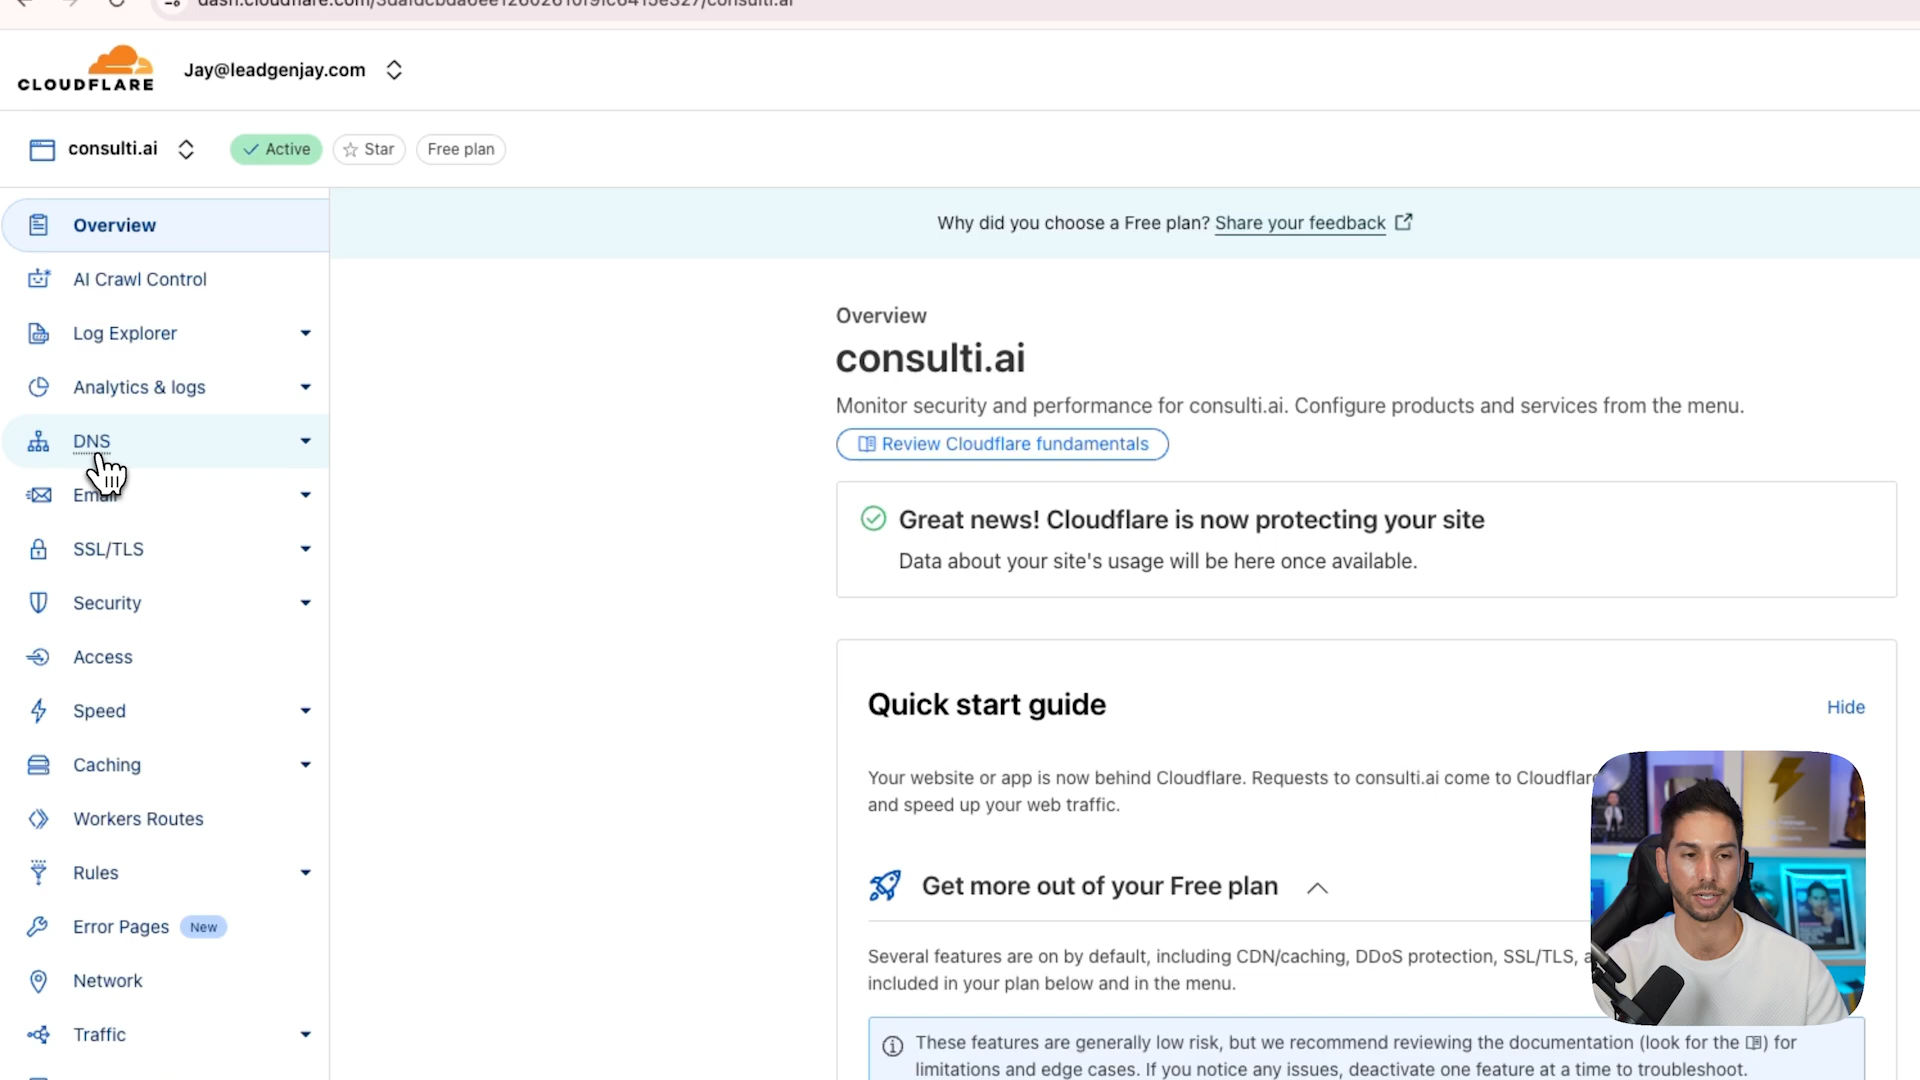 CLOUDFLARE
Jay@leadgenjay.com
consulti.ai
Active
Star
Free plan
Overview
AI Crawl Control
Log Explorer
Analytics & logs
DNS
Email
SSL/TLS
Security
Access
Speed
Caching
Workers Routes
Rules
Error Pages New
Network
Traffic
Why did you choose a Free plan? Share your feedback
Overview
consulti.ai
Monitor security and performance for consulti.ai. Configure products and services from the menu.
Review Cloudflare fundamentals
Great news! Cloudflare is now protecting your site
Data about your site's usage will be here once available.
Quick start guide
Hide
Your website or app is now behind Cloudflare. Requests to consulti.ai come to Cloudflare
and speed up your web traffic.
Get more out of your Free plan
Several features are on by default, including CDN/caching, DDoS protection, SSL/TLS,
included in your plan below and in the menu.
These features are generally low risk, but we recommend reviewing the documentation (look for the ) for
limitations and edge cases. If you notice any issues, deactivate one feature at a time to troubleshoot.